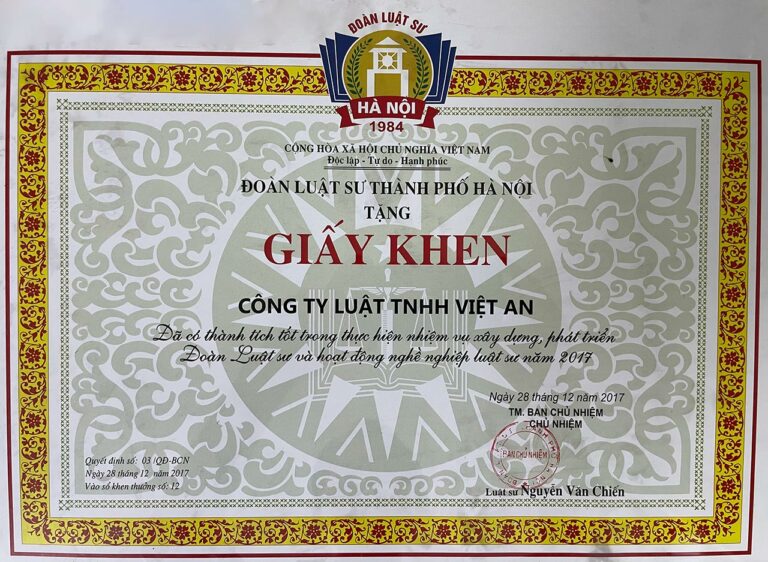 ĐOÀN LUẬT SƯ
HÀ NỘI
1984
CỘNG HÒA XÃ HỘI CHỦ NGHĨA VIỆT NAM
Độc lập - Tự do - Hạnh phúc
ĐOÀN LUẬT SƯ THÀNH PHỐ HÀ NỘI
TẶNG
GIẤY KHEN
CÔNG TY LUẬT TNHH VIỆT AN
Đã có thành tích tốt trong thực hiện nhiệm vụ xây dựng, phát triển
Đoàn Luật sư và hoạt động nghề nghiệp luật sư năm 2017
Ngày 28 tháng 12 năm 2017
TM. BAN CHỦ NHIỆM
CHỦ NHIỆM
BAN CHỦ NHIỆM
Luật sư Nguyễn Văn Chiến
Quyết định số: 03/QĐ-BCN
Ngày 28 tháng 12 năm 2017
Vào sổ khen thưởng số: 12